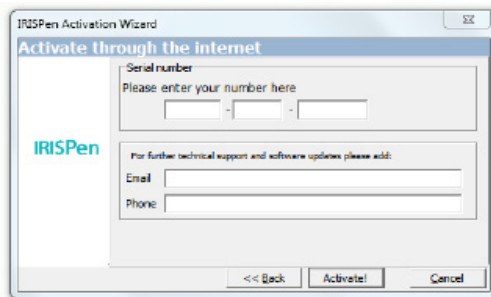 IRISPen Activation Wizard
Activate through the internet
Serial number
Please enter your number here
- -
IRISPen
For further technical support and software updates please add:
Email
Phone
<< Back Activate! Cancel